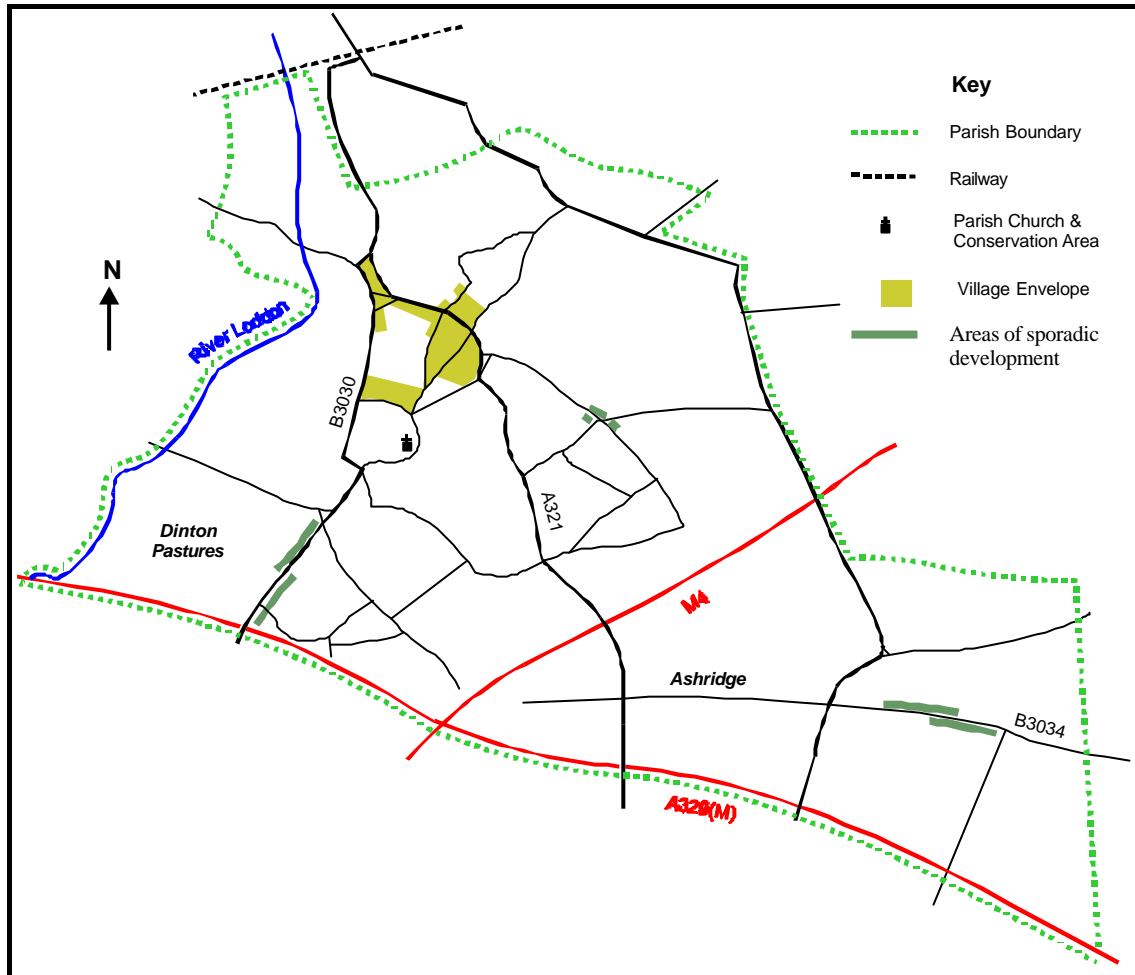 Key
Parish Boundary
Railway
Parish Church &
Conservation Area
Village Envelope
Areas of sporadic
development
N
River Loddon
B3030
A321
Dinton
Pastures
M4
Ashridge
B3034
A329(M)